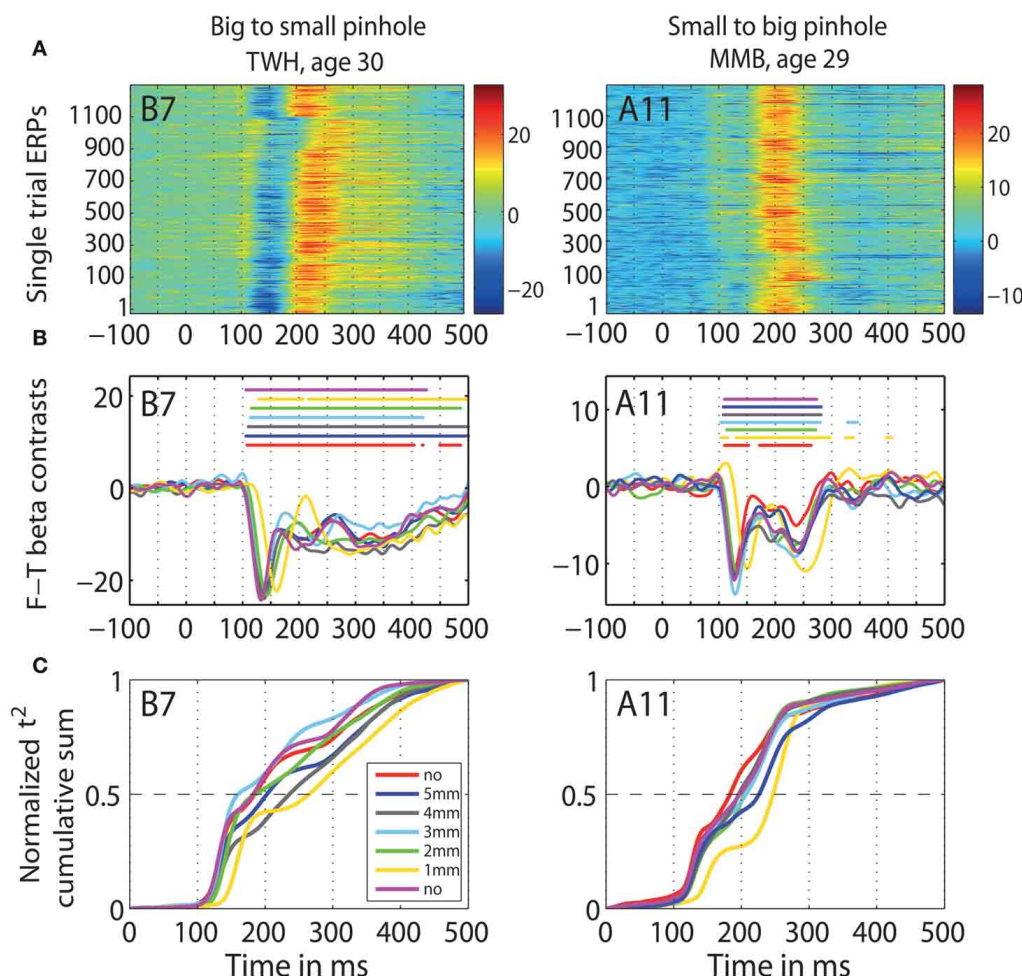 A
Big to small pinhole
TWH, age 30
Small to big pinhole
MMB, age 29
Single trial ERPs
1100
900
700
500
300
100
1
B7
20
0
−20
−100 0 100 200 300 400 500
1100
900
700
500
300
100
1
A11
20
10
0
−10
−100 0 100 200 300 400 500
B
F−T beta contrasts
20
0
−20
B7
−100 0 100 200 300 400 500
10
0
−10
A11
−100 0 100 200 300 400 500
C
Normalized t²
cumulative sum
1
0.5
0
B7
no
5mm
4mm
3mm
2mm
1mm
no
0 100 200 300 400 500
Time in ms
1
0.5
0
A11
0 100 200 300 400 500
Time in ms